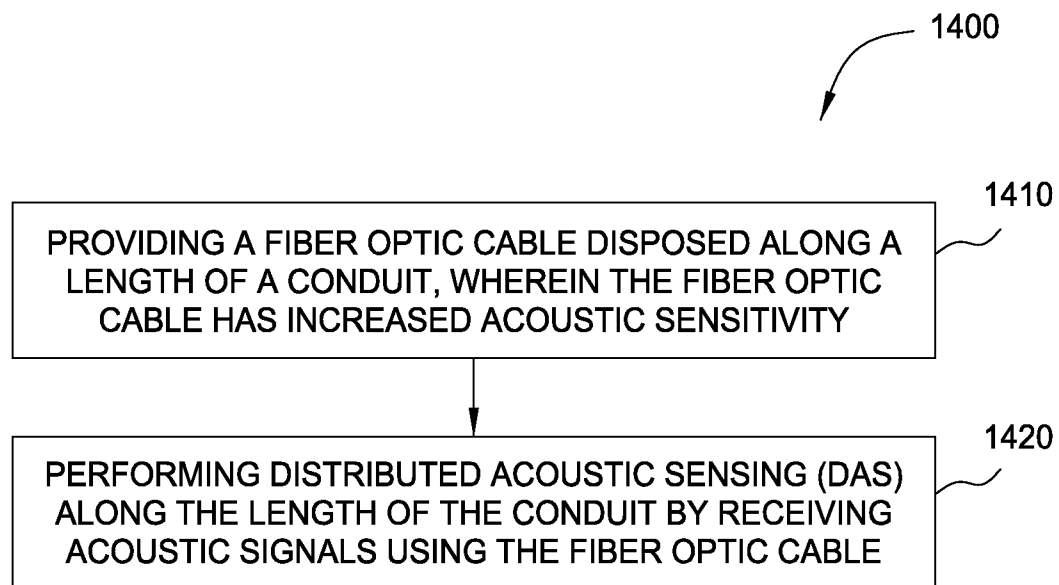 1400
1410
PROVIDING A FIBER OPTIC CABLE DISPOSED ALONG A
LENGTH OF A CONDUIT, WHEREIN THE FIBER OPTIC
CABLE HAS INCREASED ACOUSTIC SENSITIVITY
1420
PERFORMING DISTRIBUTED ACOUSTIC SENSING (DAS)
ALONG THE LENGTH OF THE CONDUIT BY RECEIVING
ACOUSTIC SIGNALS USING THE FIBER OPTIC CABLE